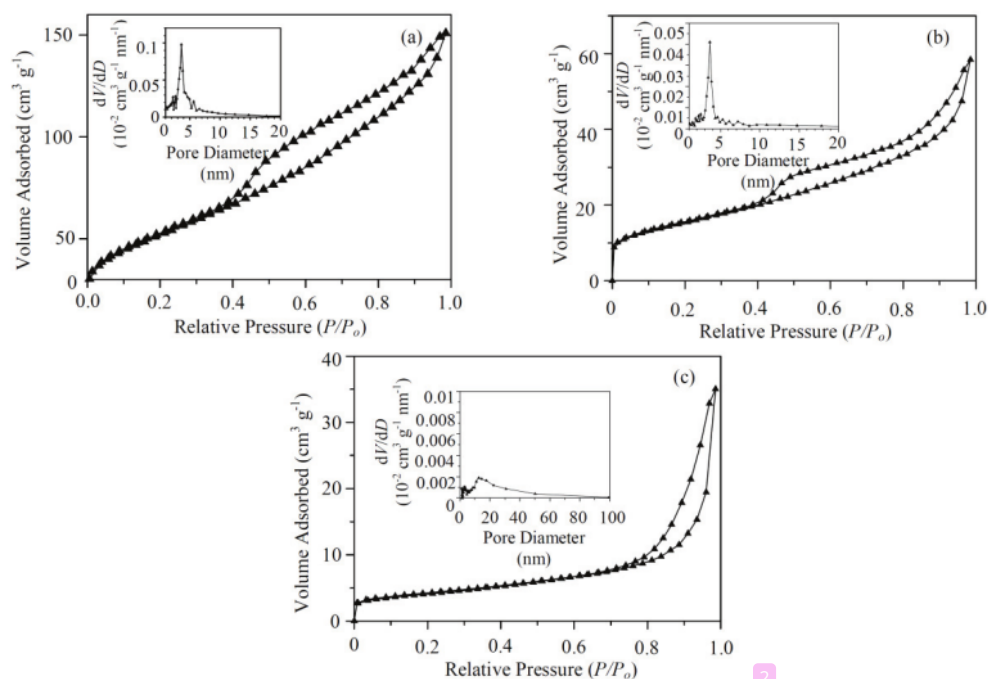 (a)
Volume Adsorbed (cm³ g⁻¹)
150
100
50
0
0.0 0.2 0.4 0.6 0.8 1.0
Relative Pressure (P/Pₒ)
dV/dD
(10⁻² cm³ g⁻¹ nm⁻¹)
0.1
0.05
0.00
0 5 10 15 20
Pore Diameter
(nm)
(b)
Volume Adsorbed (cm³ g⁻¹)
60
40
20
0
0.0 0.2 0.4 0.6 0.8 1.0
Relative Pressure (P/Pₒ)
dV/dD
(10⁻² cm³ g⁻¹ nm⁻¹)
0.05
0.04
0.03
0.02
0.01
0.01
0 5 10 15 20
Pore Diameter
(nm)
(c)
Volume Adsorbed (cm³ g⁻¹)
40
30
20
10
0
0 0.2 0.4 0.6 0.8 1.0
Relative Pressure (P/Pₒ)
dV/dD
(10⁻² cm³ g⁻¹ nm⁻¹)
0.01
0.008
0.006
0.004
0.002
0
0 20 40 60 80 100
Pore Diameter
(nm)
2